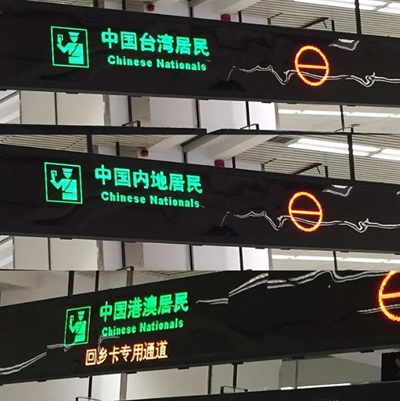 中国台湾居民
Chinese Nationals
中国内地居民
Chinese Nationals
中国港澳居民
Chinese Nationals
回乡卡专用通道